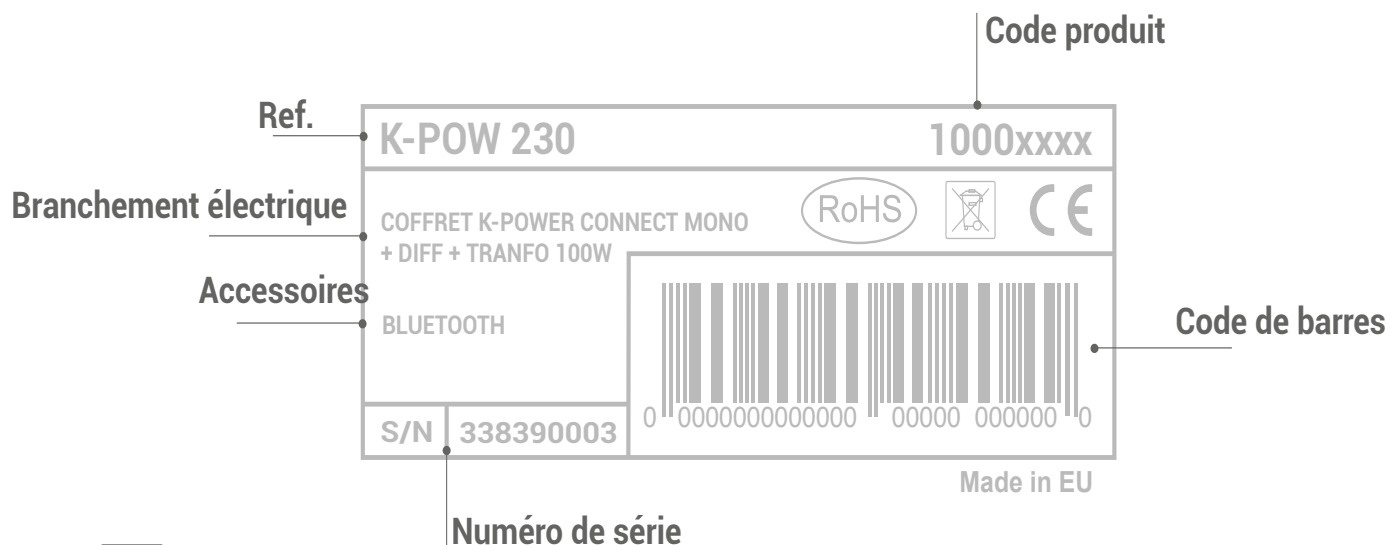 Code produit
Ref.
K-POW 230
1000xxxx
Branchement électrique
COFFRET K-POWER CONNECT MONO
+ DIFF + TRANFO 100W
RoHS
CE
Accessoires
BLUETOOTH
Code de barres
0 0000000000000 00000 000000 0
S/N
338390003
Made in EU
Numéro de série